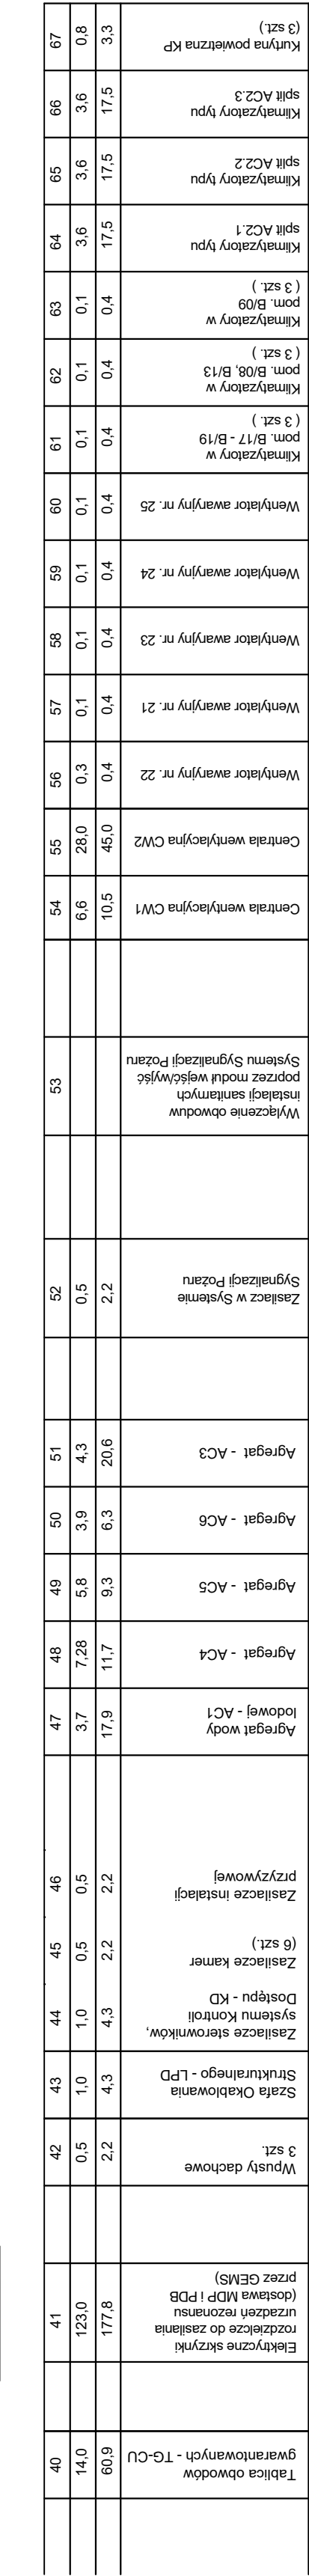 67
0,8
3,3
Kurtyna powietrzna KP
(3 szt.)
66
3,6
17,5
Klimatyzatory typu
split AC2.3
65
3,6
17,5
Klimatyzatory typu
split AC2.2
64
3,6
17,5
Klimatyzatory typu
split AC2.1
63
0,1
0,4
Klimatyzatory w
pom. B/09
( 3 szt. )
62
0,1
0,4
Klimatyzatory w
pom. B/08, B/13
( 3 szt. )
61
0,1
0,4
Klimatyzatory w
pom. B/17 - B/19
( 3 szt. )
60
0,1
0,4
Wentylator awaryjny nr. 25
59
0,1
0,4
Wentylator awaryjny nr. 24
58
0,1
0,4
Wentylator awaryjny nr. 23
57
0,1
0,4
Wentylator awaryjny nr. 21
56
0,3
0,4
Wentylator awaryjny nr. 22
55
28,0
45,0
Centrala wentylacyjna CW2
54
6,6
10,5
Centrala wentylacyjna CW1
53
Wyłączenie obwoduw
instalacji sanitarnych
poprzez moduł wejść/wyjść
Systemu Sygnalizacji Pożaru
52
0,5
2,2
Zasilacz w Systemie
Sygnalizacji Pożaru
51
4,3
20,6
Agregat - AC3
50
3,9
6,3
Agregat - AC6
49
5,8
9,3
Agregat - AC5
48
7,28
11,7
Agregat - AC4
47
3,7
17,9
Agregat wody
lodowej - AC1
46
0,5
2,2
Zasilacze instalacji
przyzywowej
45
0,5
2,2
Zasilacze kamer
(6 szt.)
44
1,0
4,3
Zasilacze sterowników,
systemu Kontroli
Dostępu - KD
43
1,0
4,3
Szafa Okablowania
Strukturalnego - LPD
42
0,5
2,2
Wpusty dachowe
3 szt.
41
123,0
177,8
Elektryczne skrzynki
rozdzielcze do zasilania
urządzeń rezonansu
(dostawa MDP i PDB
przez GEMS)
40
14,0
60,9
Tablica obwodów
gwarantowanych - TG-CU